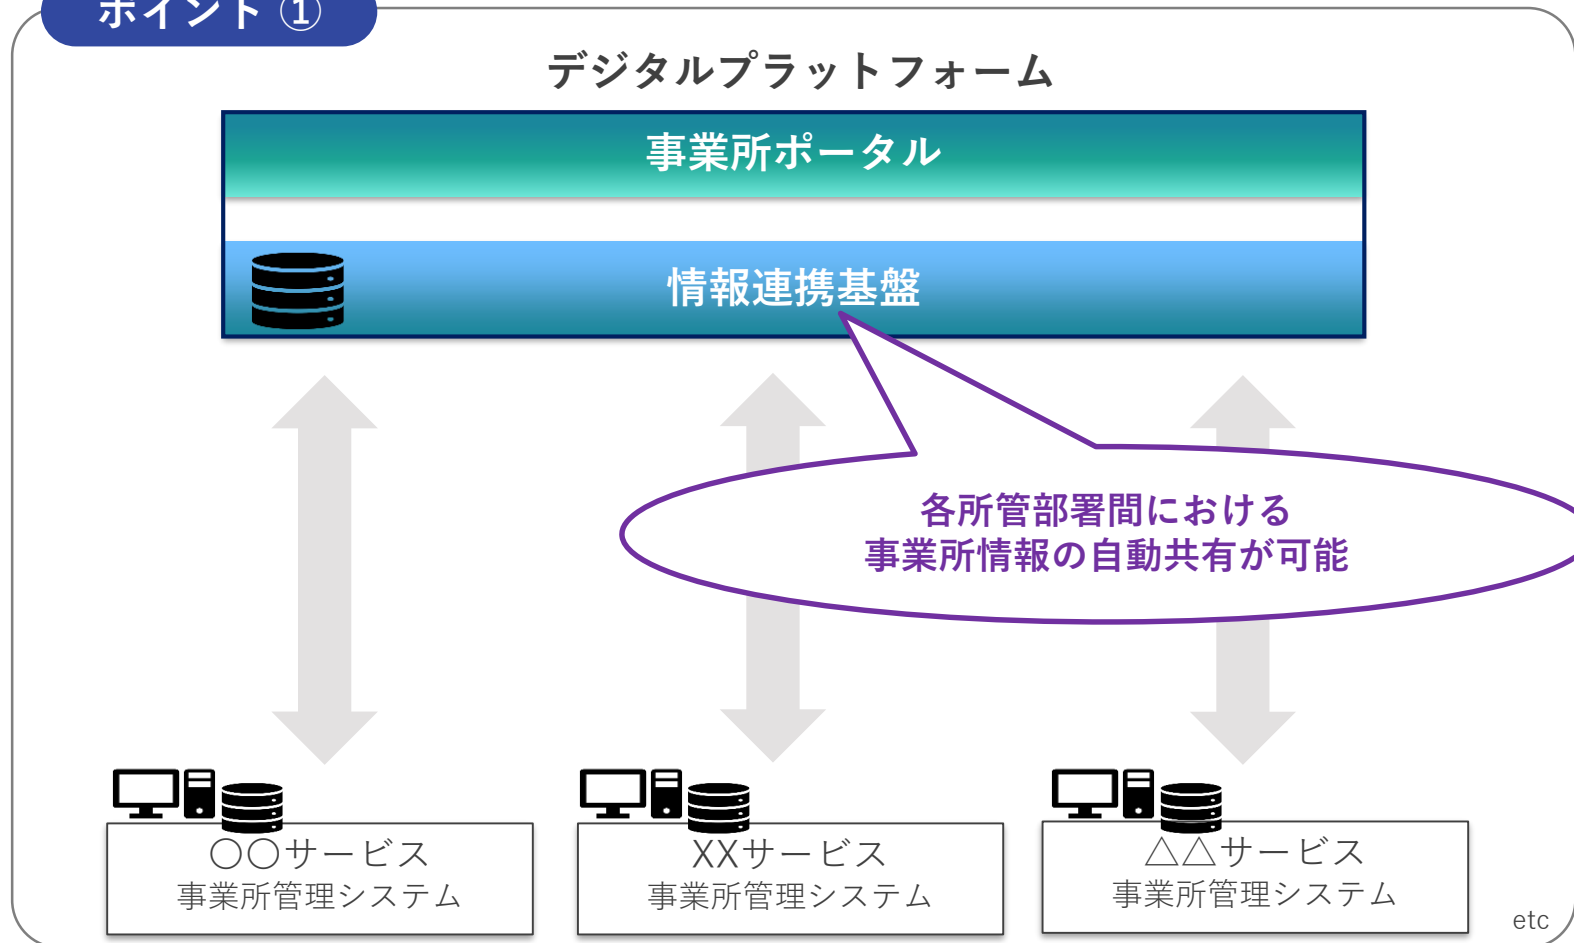 ポイント ①
デジタルプラットフォーム
事業所ポータル
情報連携基盤
各所管部署間における
事業所情報の自動共有が可能
〇〇サービス
事業所管理システム
XXサービス
事業所管理システム
△△サービス
事業所管理システム
etc